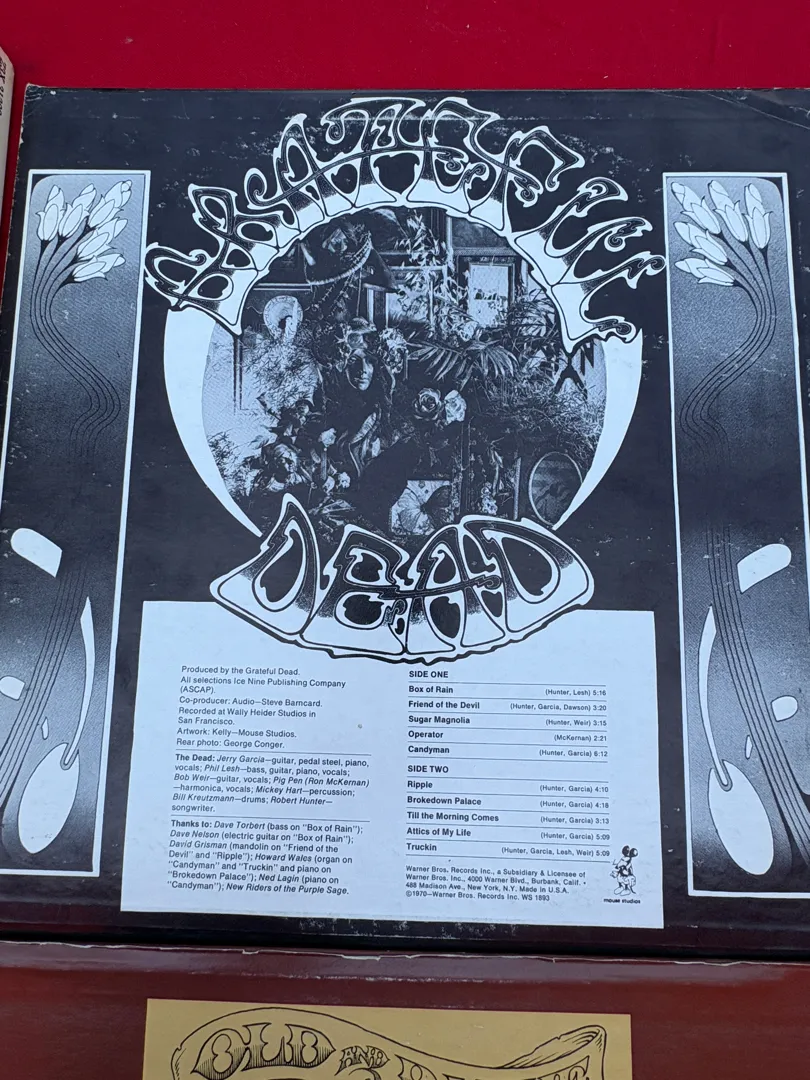 GRATEFUL
DEAD
Produced by the Grateful Dead.
All selections Ice Nine Publishing Company
(ASCAP).
Co-producer: Audio—Steve Barncard.
Recorded at Wally Heider Studios in
San Francisco.
Artwork: Kelly—Mouse Studios.
Rear photo: George Conger.
The Dead: Jerry Garcia—guitar, pedal steel, piano,
vocals; Phil Lesh—bass, guitar, piano, vocals;
Bob Weir—guitar, vocals; Pig Pen (Ron McKernan)
—harmonica, vocals; Mickey Hart—percussion;
Bill Kreutzmann—drums; Robert Hunter—
songwriter.
Thanks to: Dave Torbert (bass on "Box of Rain");
Dave Nelson (electric guitar on "Box of Rain");
David Grisman (mandolin on "Friend of the
Devil" and "Ripple"); Howard Wales (organ on
"Candyman" and "Truckin and piano on
"Brokedown Palace"); Ned Lagin (piano on
"Candyman"); New Riders of the Purple Sage.
SIDE ONE
Box of Rain (Hunter, Lesh) 5:16
Friend of the Devil (Hunter, Garcia, Dawson) 3:20
Sugar Magnolia (Hunter, Weir) 3:15
Operator (McKernan) 2:21
Candyman (Hunter, Garcia) 6:12
SIDE TWO
Ripple (Hunter, Garcia) 4:10
Brokedown Palace (Hunter, Garcia) 4:16
Till the Morning Comes (Hunter, Garcia) 3:13
Attics of My Life (Hunter, Garcia) 5:09
Truckin (Hunter, Garcia, Lesh, Weir) 5:09
Warner Bros. Records Inc., a Subsidiary & Licensee of
Warner Bros. Inc., 4000 Warner Blvd., Burbank, Calif. •
488 Madison Ave., New York, N.Y. Made in U.S.A.
©1970—Warner Bros. Records Inc. WS 1893
mouse studios
OLD AND